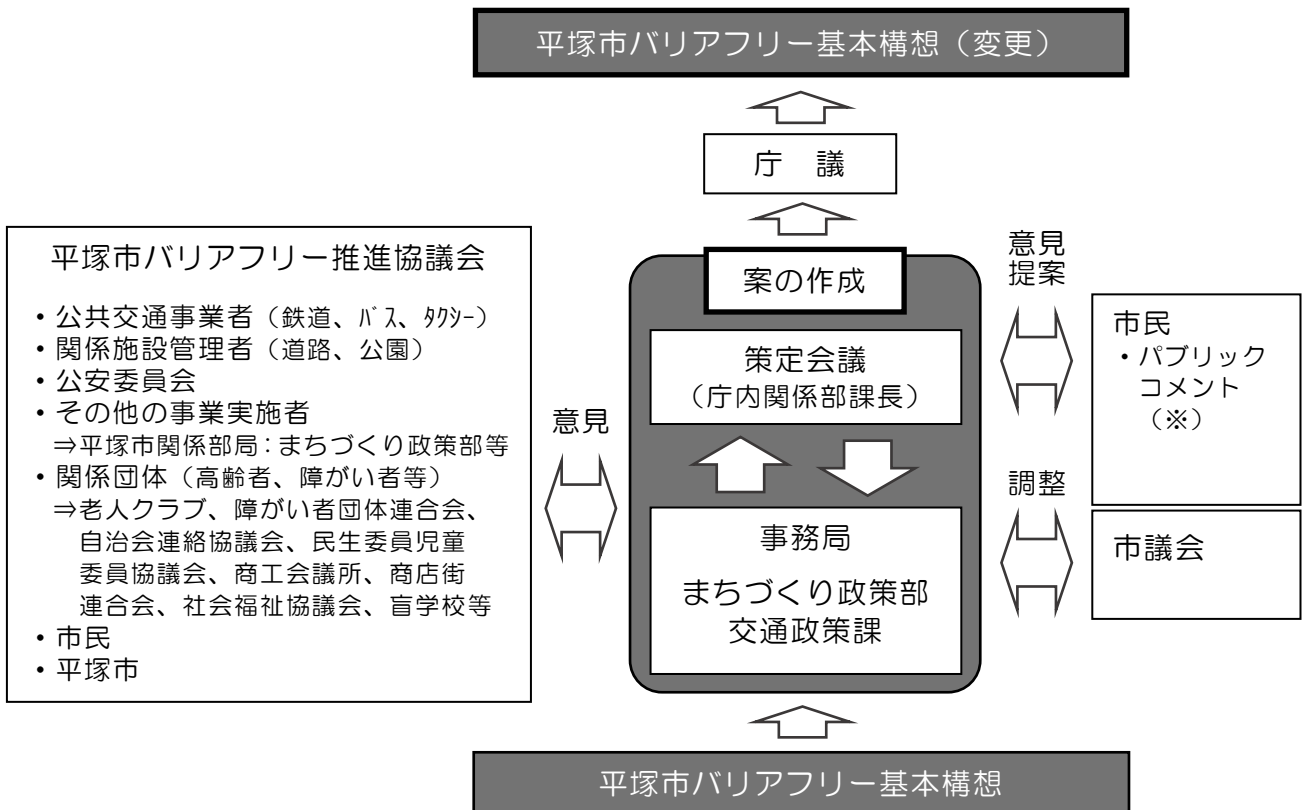 平塚市バリアフリー基本構想（変更）
庁　議
平塚市バリアフリー推進協議会
・公共交通事業者（鉄道、バス、タクシー）
・関係施設管理者（道路、公園）
・公安委員会
・その他の事業実施者
⇒平塚市関係部局：まちづくり政策部等
・関係団体（高齢者、障がい者等）
⇒老人クラブ、障がい者団体連合会、
自治会連絡協議会、民生委員児童
委員協議会、商工会議所、商店街
連合会、社会福祉協議会、盲学校等
・市民
・平塚市
意見
案の作成
策定会議
（庁内関係部課長）
事務局
まちづくり政策部
交通政策課
意見
提案
市民
・パブリック
コメント
（※）
調整
市議会
平塚市バリアフリー基本構想